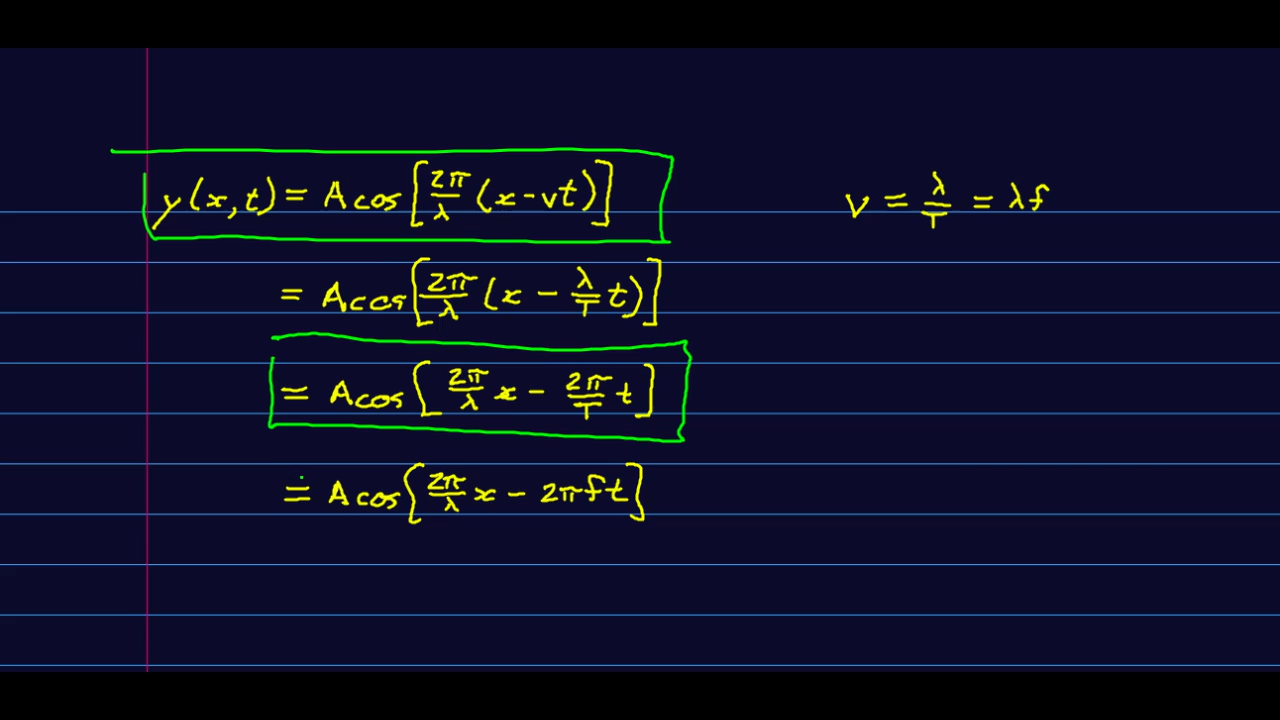 y(x,t) = A cos[2π/λ (x - vt)]
v = λ/T = λf
= A cos[2π/λ (x - λ/T t)]
= A cos[2π/λ x - 2π/T t]
= A cos[2π/λ x - 2πft]